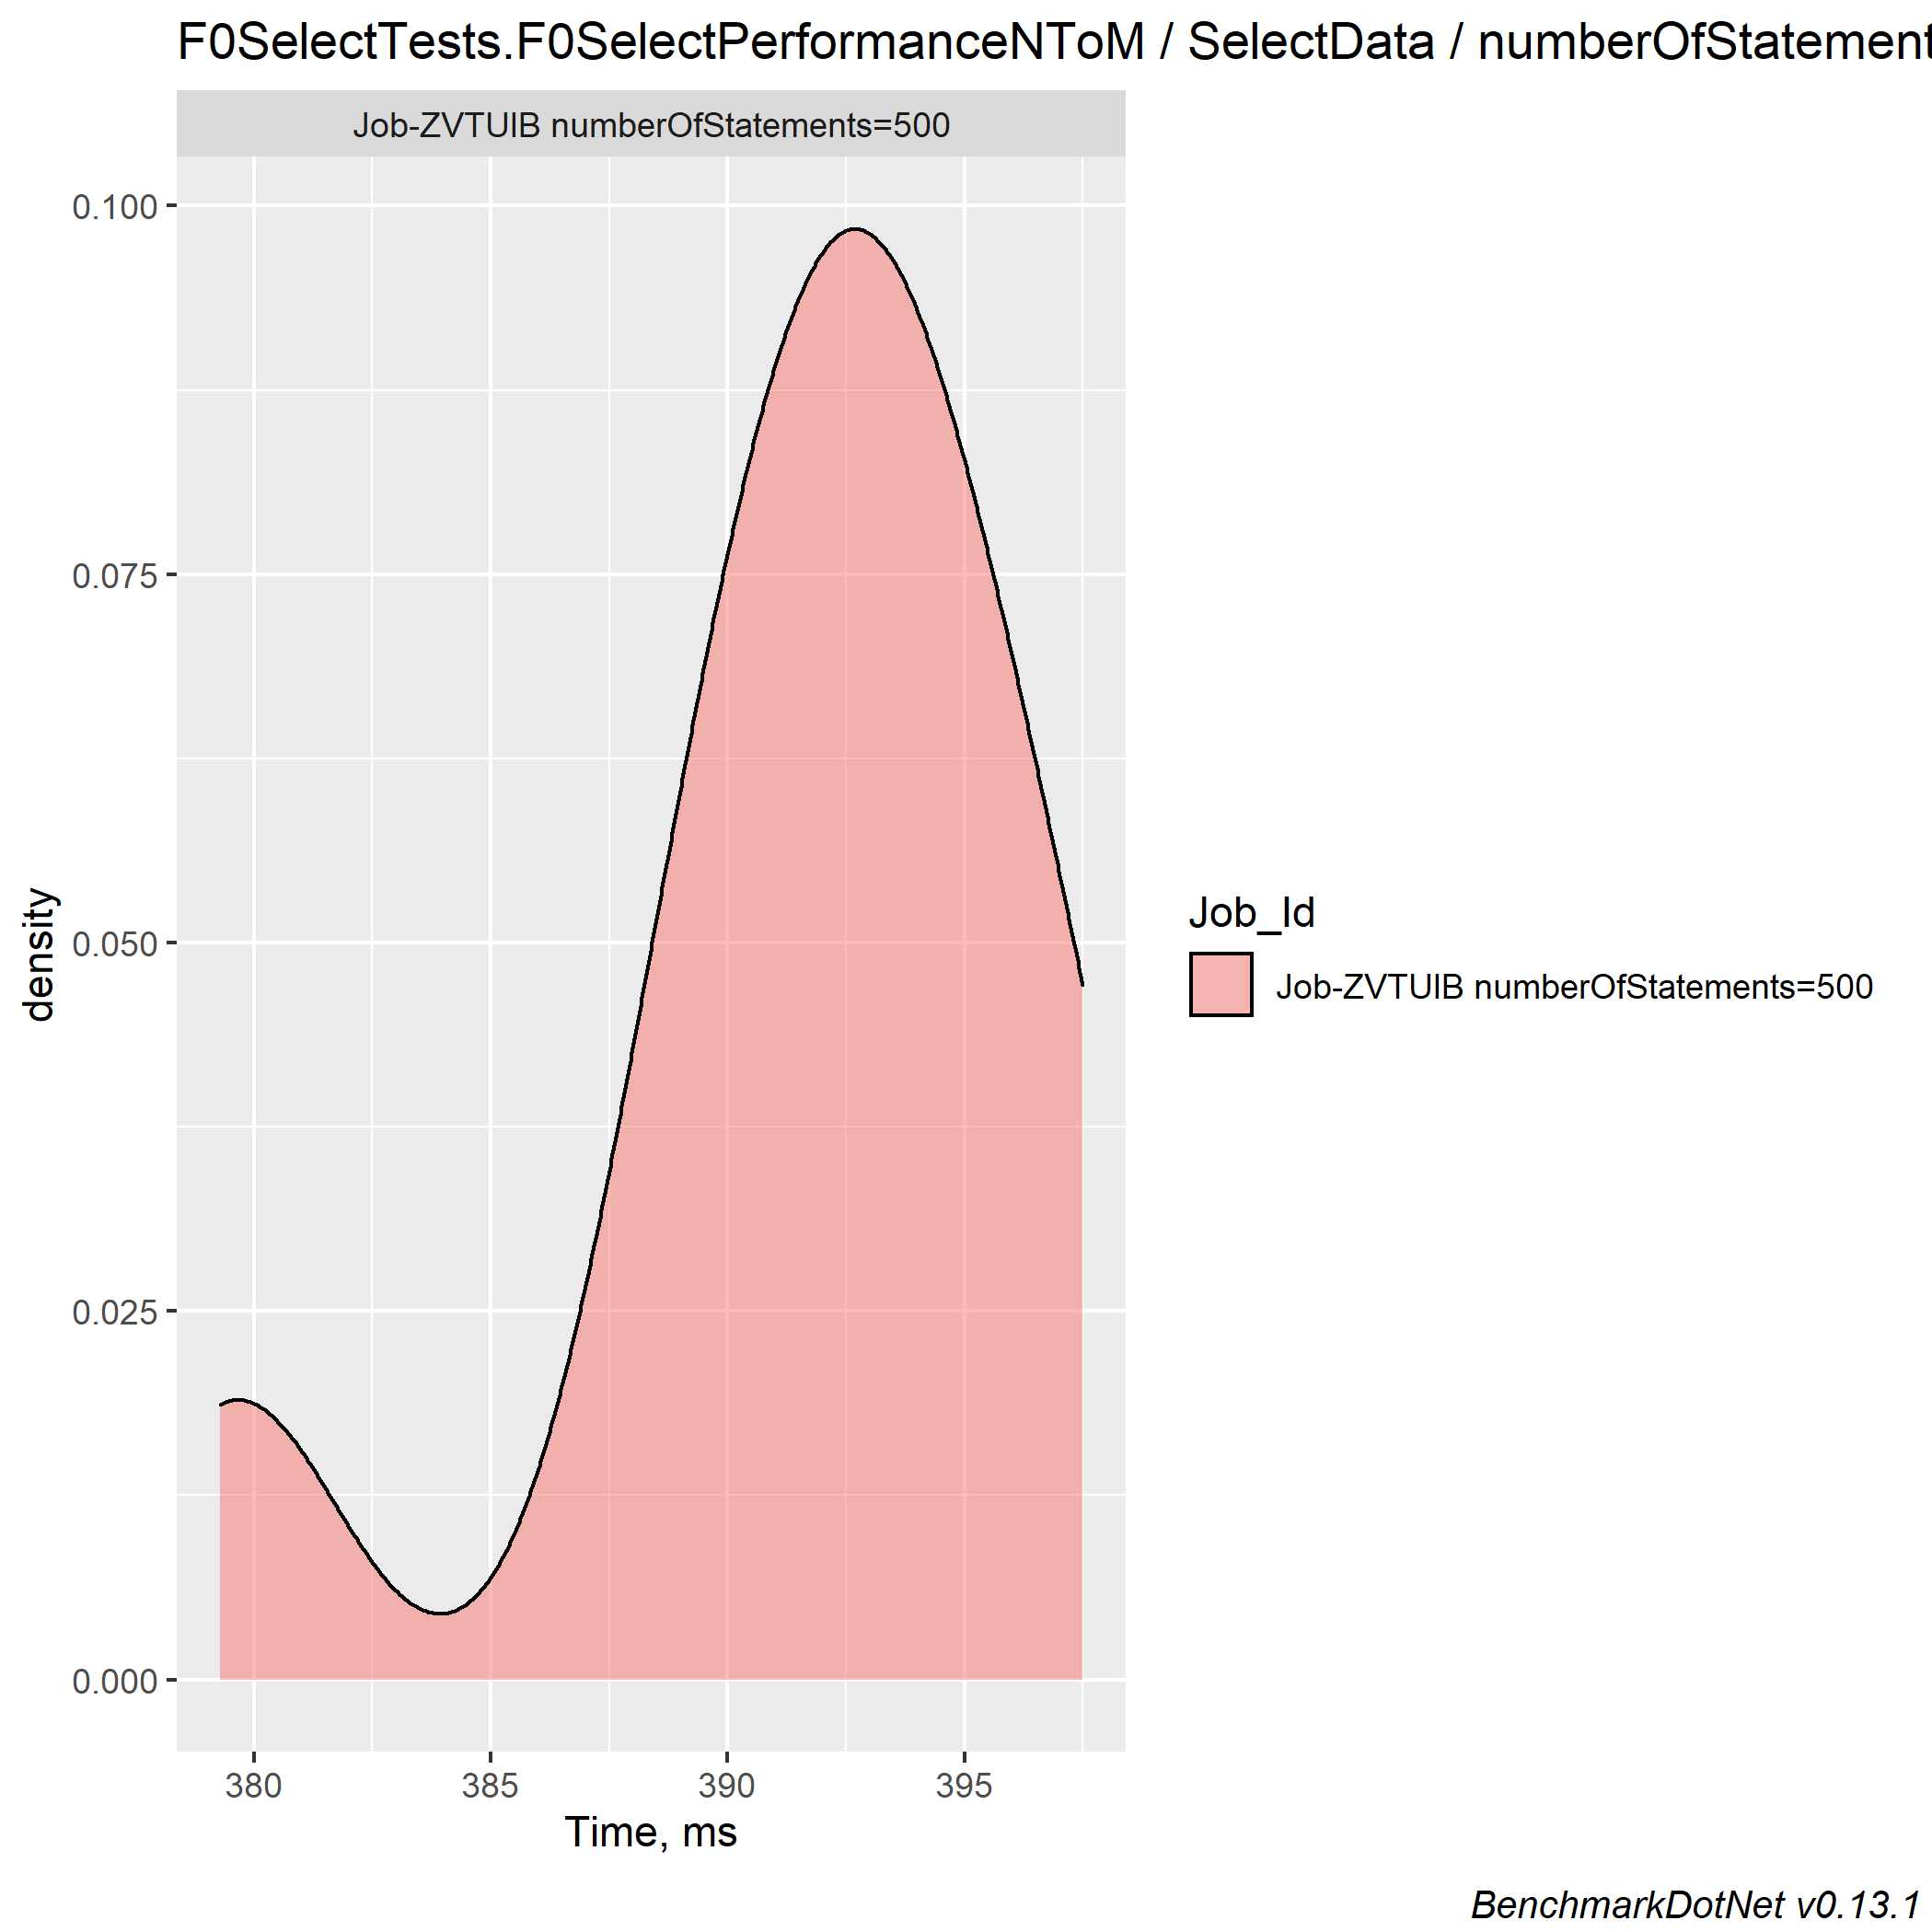 F0SelectTests.F0SelectPerformanceNToM / SelectData / numberOfStatement
Job-ZVTUIB numberOfStatements=500
0.100
0.075
0.050
0.025
0.000
density
380 385 390 395
Time, ms
Job_Id
Job-ZVTUIB numberOfStatements=500
BenchmarkDotNet v0.13.1